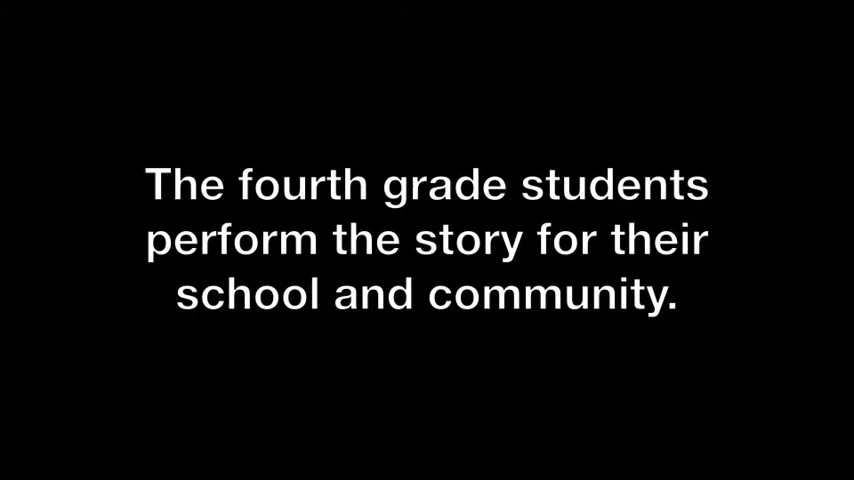 The fourth grade students
perform the story for their
school and community.